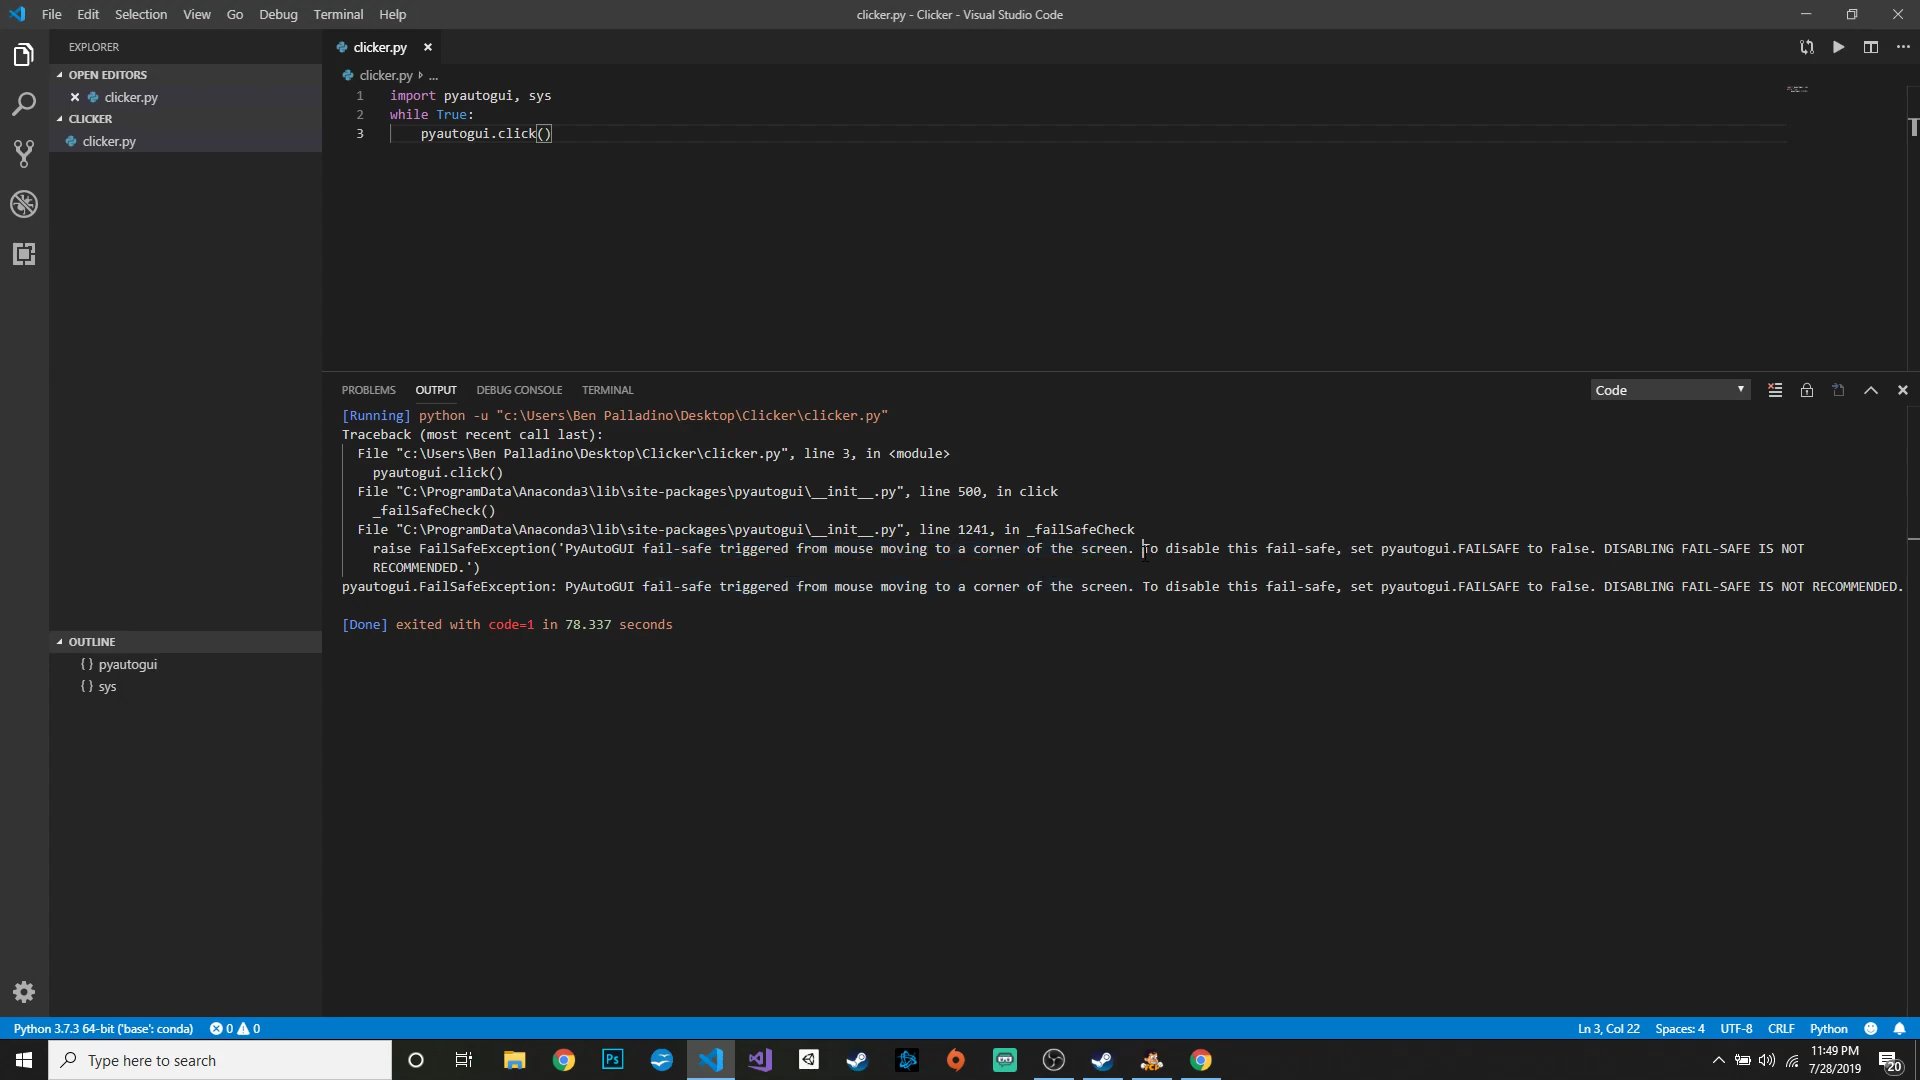 File Edit Selection View Go Debug Terminal Help
clicker.py - Clicker - Visual Studio Code
EXPLORER
OPEN EDITORS
clicker.py
CLICKER
clicker.py
clicker.py
clicker.py ...
1 import pyautogui, sys
2 while True:
3 pyautogui.click()
PROBLEMS OUTPUT DEBUG CONSOLE TERMINAL
Code
[Running] python -u "c:\Users\Ben Palladino\Desktop\Clicker\clicker.py"
Traceback (most recent call last):
File "c:\Users\Ben Palladino\Desktop\Clicker\clicker.py", line 3, in <module>
pyautogui.click()
File "C:\ProgramData\Anaconda3\lib\site-packages\pyautogui\__init__.py", line 500, in click
_failSafeCheck()
File "C:\ProgramData\Anaconda3\lib\site-packages\pyautogui\__init__.py", line 1241, in _failSafeCheck
raise FailSafeException('PyAutoGUI fail-safe triggered from mouse moving to a corner of the screen. To disable this fail-safe, set pyautogui.FAILSAFE to False. DISABLING FAIL-SAFE IS NOT
RECOMMENDED.')
pyautogui.FailSafeException: PyAutoGUI fail-safe triggered from mouse moving to a corner of the screen. To disable this fail-safe, set pyautogui.FAILSAFE to False. DISABLING FAIL-SAFE IS NOT RECOMMENDED.
[Done] exited with code=1 in 78.337 seconds
OUTLINE
{} pyautogui
{} sys
Python 3.7.3 64-bit ('base': conda) 0 0
Ln 3, Col 22 Spaces: 4 UTF-8 CRLF Python
Type here to search
Ps
11:49 PM
7/28/2019
20